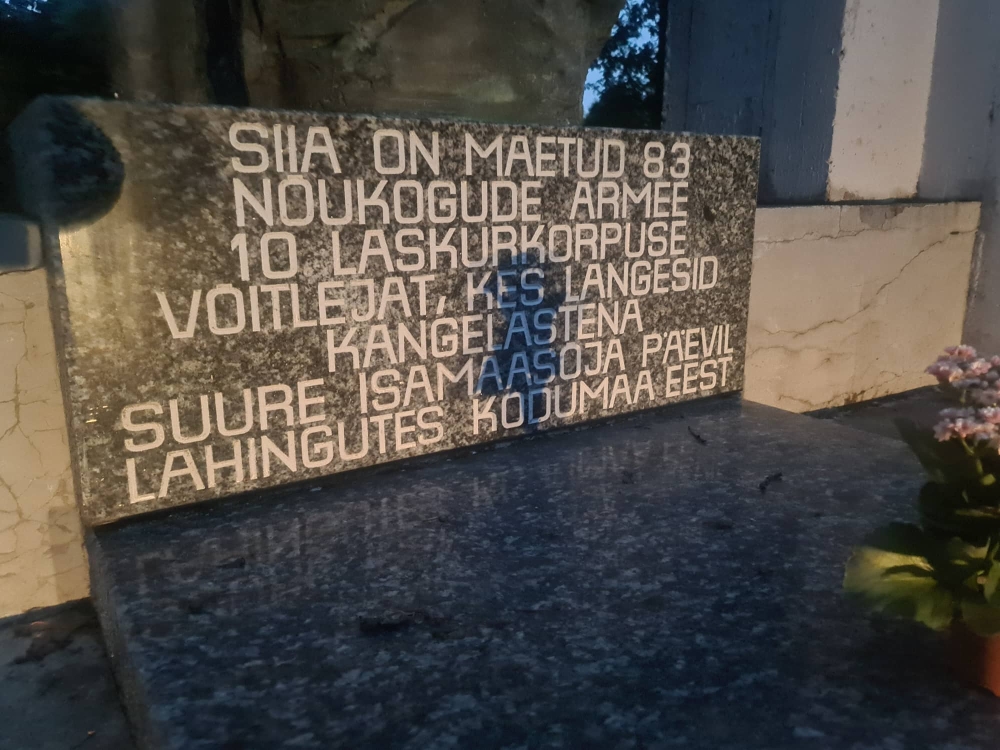 SIIA ON MAETUD 83
NÕUKOGUDE ARMEE
10 LASKURKORPUSE
VÕITLEJAT, KES LANGESID
KANGELASTENA
SUURE ISAMAASÕJA PÄEVIL
LAHINGUTES KODUMAA EEST